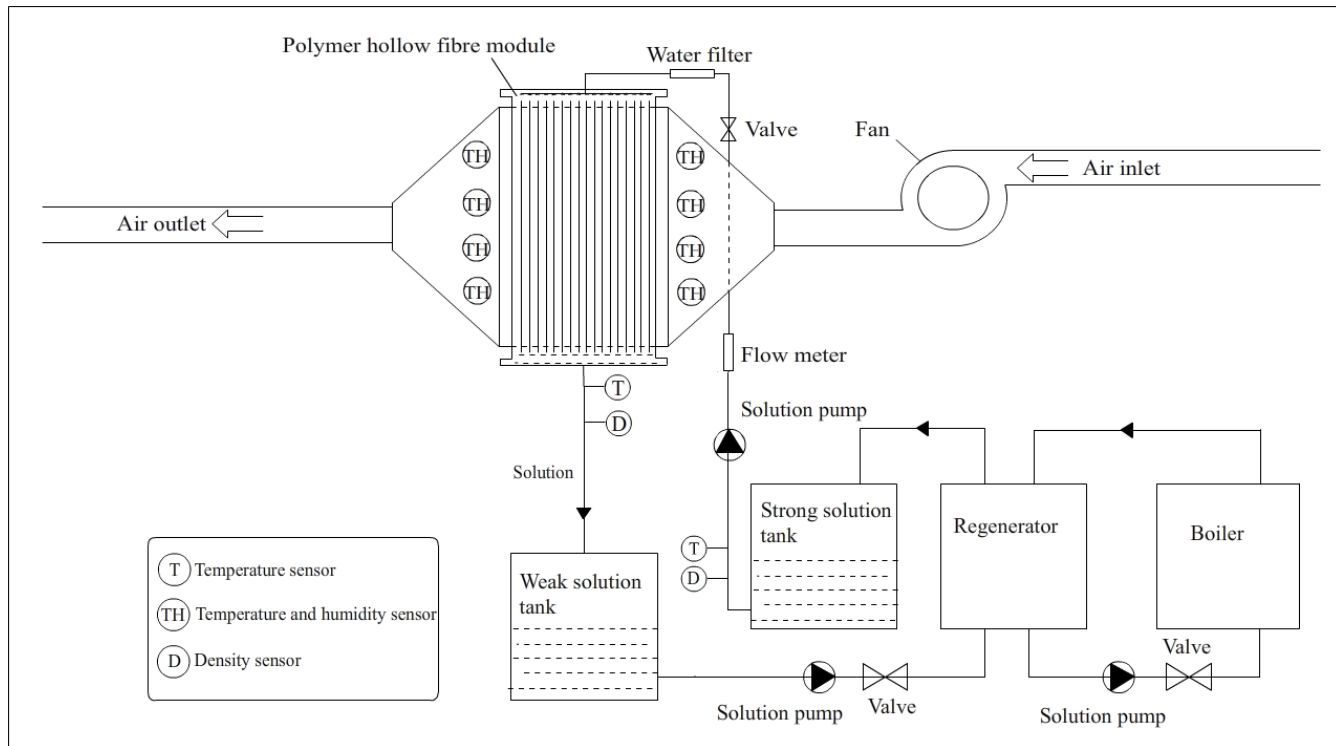 Polymer hollow fibre module
Water filter
Valve
Fan
Air inlet
Air outlet
TH
TH
TH
TH
TH
TH
TH
TH
Flow meter
T
D
Solution pump
Solution
Strong solution
tank
Regenerator
Boiler
T
D
Weak solution
tank
T Temperature sensor
TH Temperature and humidity sensor
D Density sensor
Valve
Solution pump
Valve
Solution pump